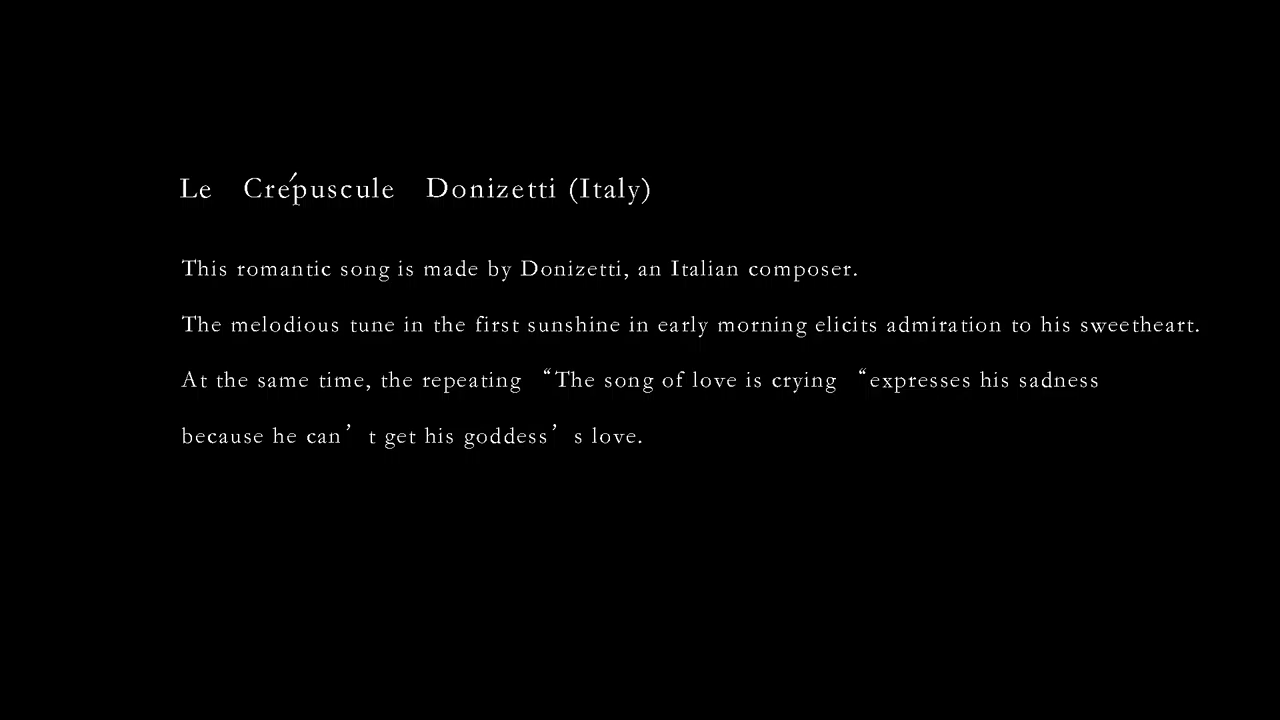 Le Crépuscule Donizetti (Italy)
This romantic song is made by Donizetti, an Italian composer.
The melodious tune in the first sunshine in early morning elicits admiration to his sweetheart.
At the same time, the repeating “The song of love is crying “expresses his sadness
because he can’t get his goddess’s love.